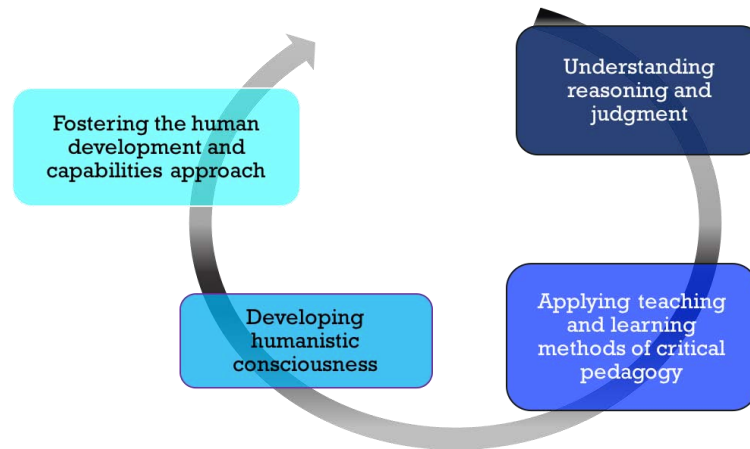 Understanding
reasoning and
judgment
Applying teaching
and learning
methods of critical
pedagogy
Developing
humanistic
consciousness
Fostering the human
development and
capabilities approach